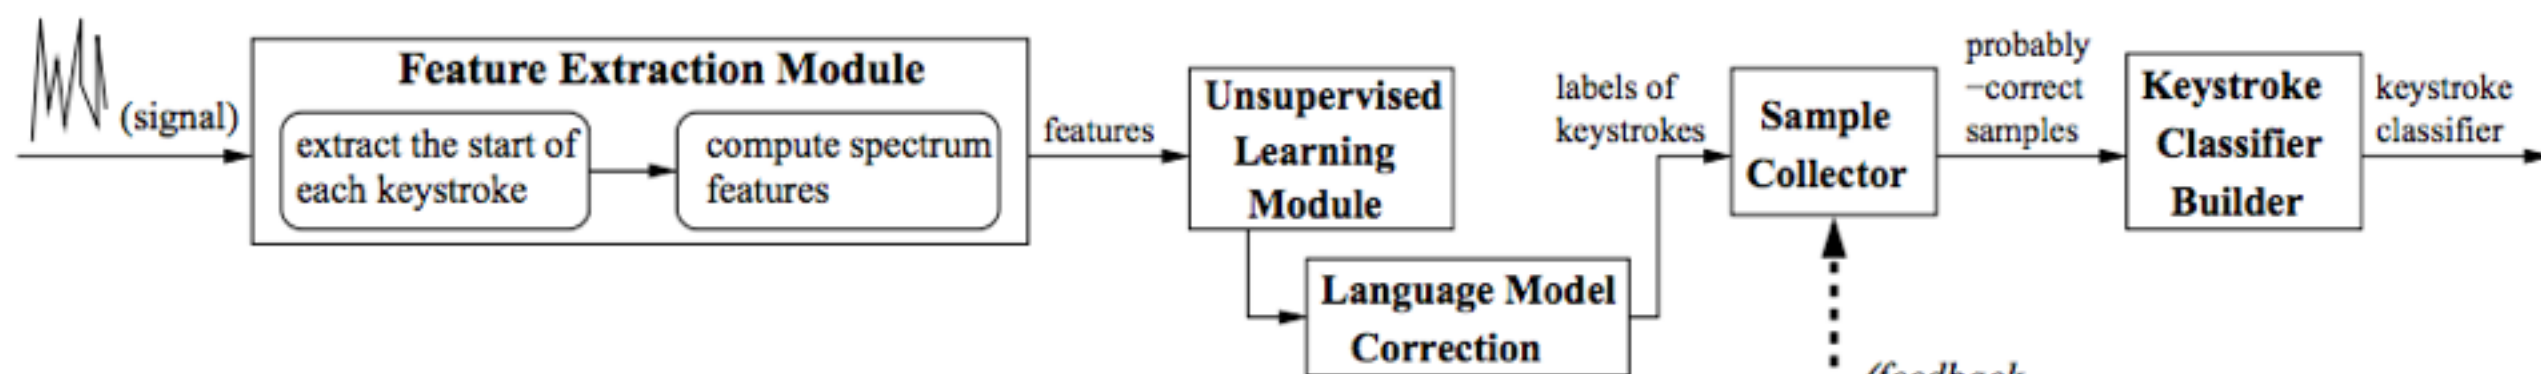 (signal)
Feature Extraction Module
extract the start of
each keystroke
compute spectrum
features
features
Unsupervised
Learning
Module
Language Model
Correction
labels of
keystrokes
Sample
Collector
probably
-correct
samples
Keystroke
Classifier
Builder
keystroke
classifier
(feedback